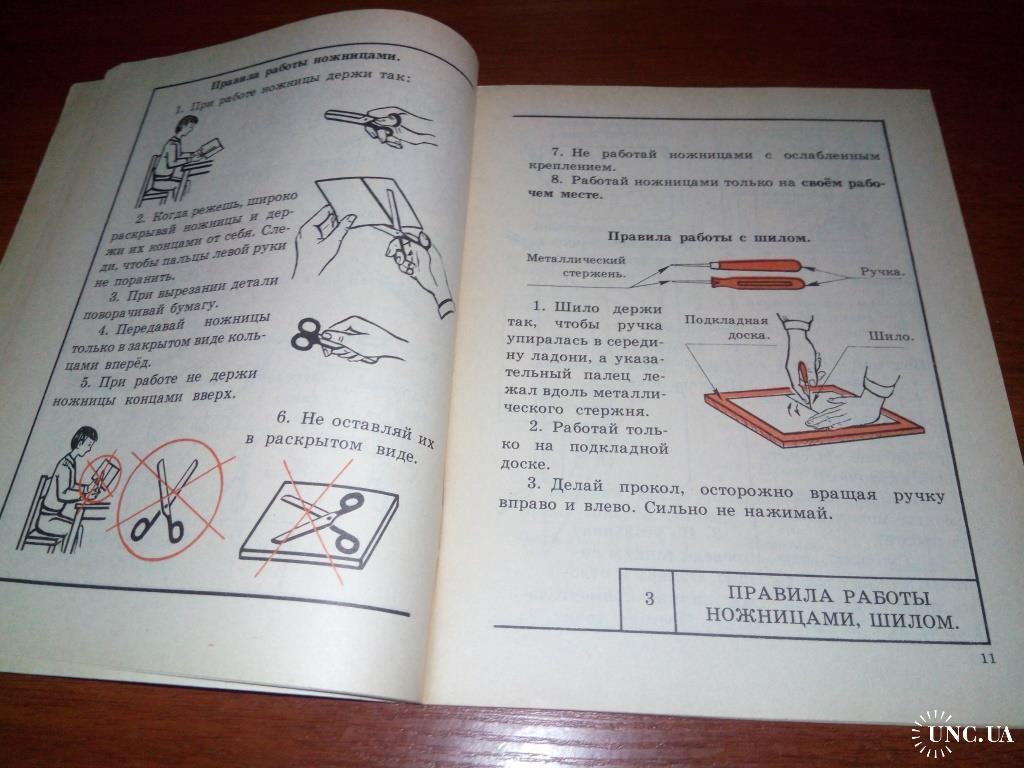 Правила работы ножницами.
1. При работе ножницы держи так:
2. Когда режешь, широко
раскрывай ножницы и дер-
жи их концами от себя. Сле-
ди, чтобы пальцы левой руки
не поранить.
3. При вырезании детали
поворачивай бумагу.
4. Передавай ножницы
только в закрытом виде коль-
цами вперёд.
5. При работе не держи
ножницы концами вверх.
6. Не оставляй их
в раскрытом виде.
7. Не работай ножницами с ослабленным
креплением.
8. Работай ножницами только на своём рабо-
чем месте.
Правила работы с шилом.
Металлический
стержень.
Ручка.
1. Шило держи
так, чтобы ручка
упиралась в середи-
ну ладони, а указа-
тельный палец ле-
жал вдоль металли-
ческого стержня.
2. Работай толь-
ко на подкладной
доске.
Подкладная
доска.
Шило.
3. Делай прокол, осторожно вращая ручку
вправо и влево. Сильно не нажимай.
3
ПРАВИЛА РАБОТЫ
НОЖНИЦАМИ, ШИЛОМ.
11
UNC.UA